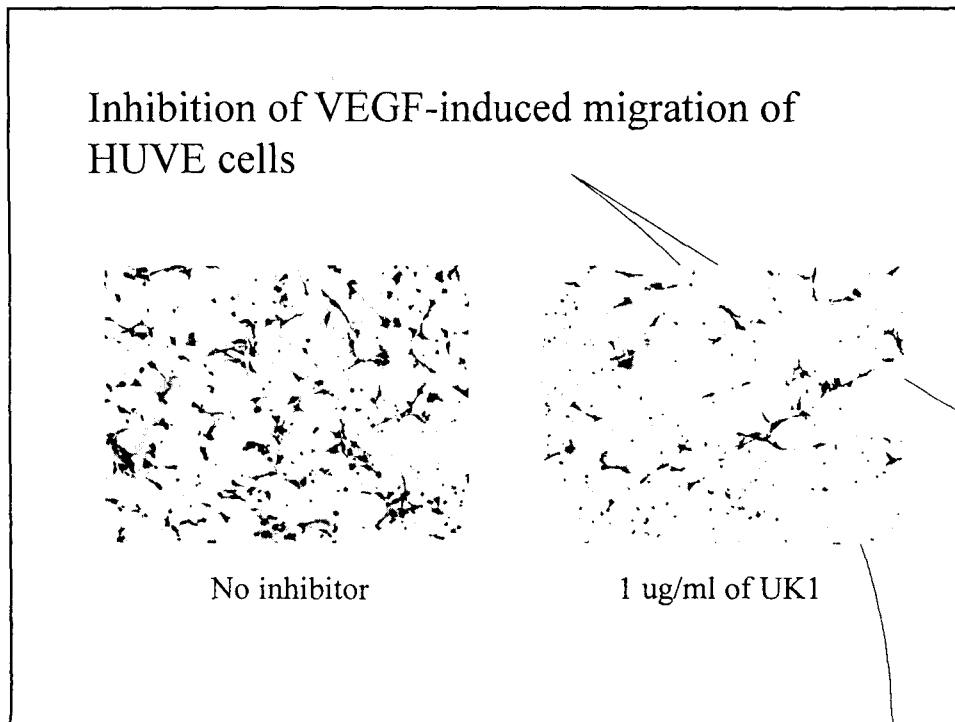 Inhibition of VEGF-induced migration of
HUVE cells
No inhibitor
1 ug/ml of UK1